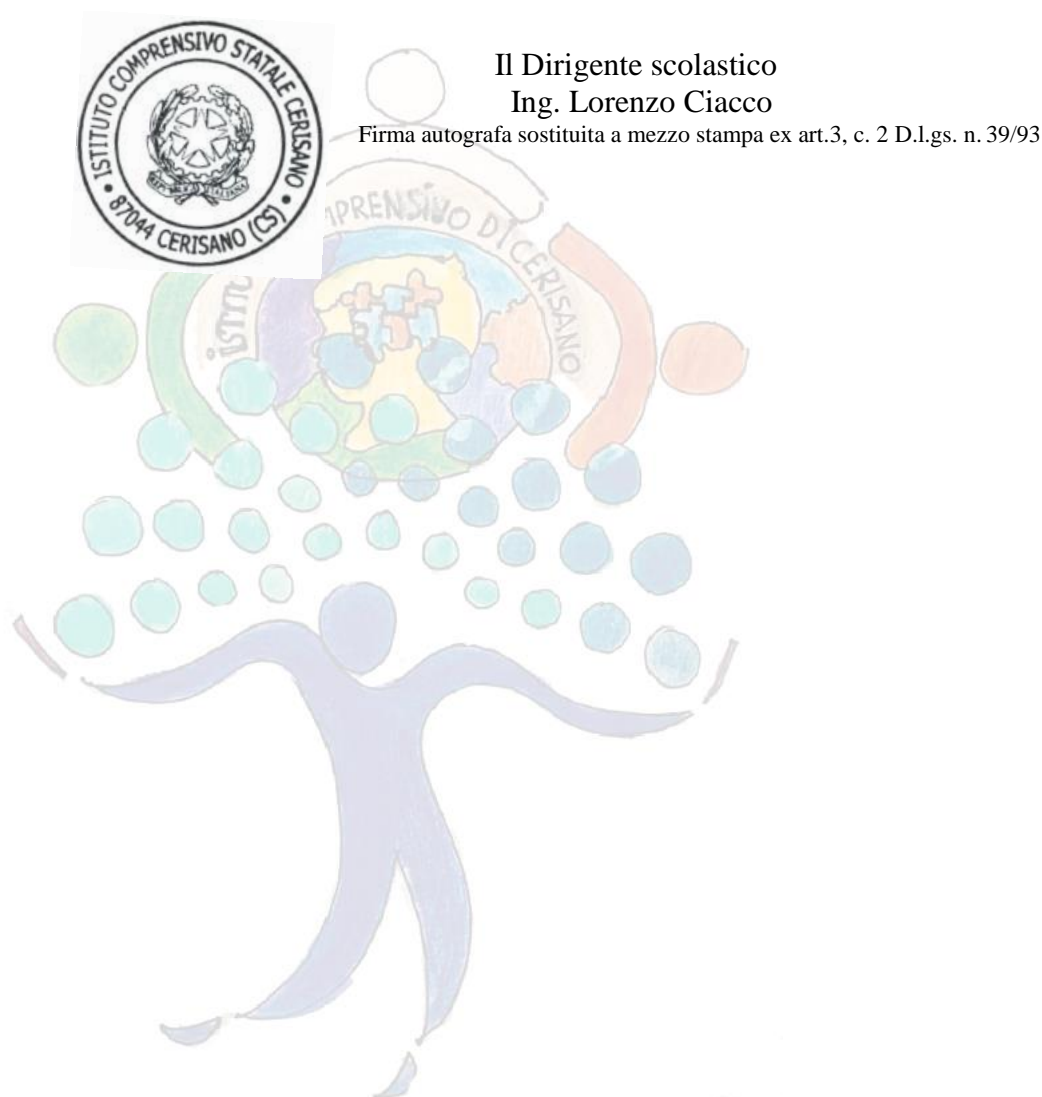 ISTITUTO COMPRENSIVO STATALE CERISANO
87044 CERISANO (CS)
Il Dirigente scolastico
Ing. Lorenzo Ciacco
Firma autografa sostituita a mezzo stampa ex art.3, c. 2 D.l.gs. n. 39/93
DI CERISANO